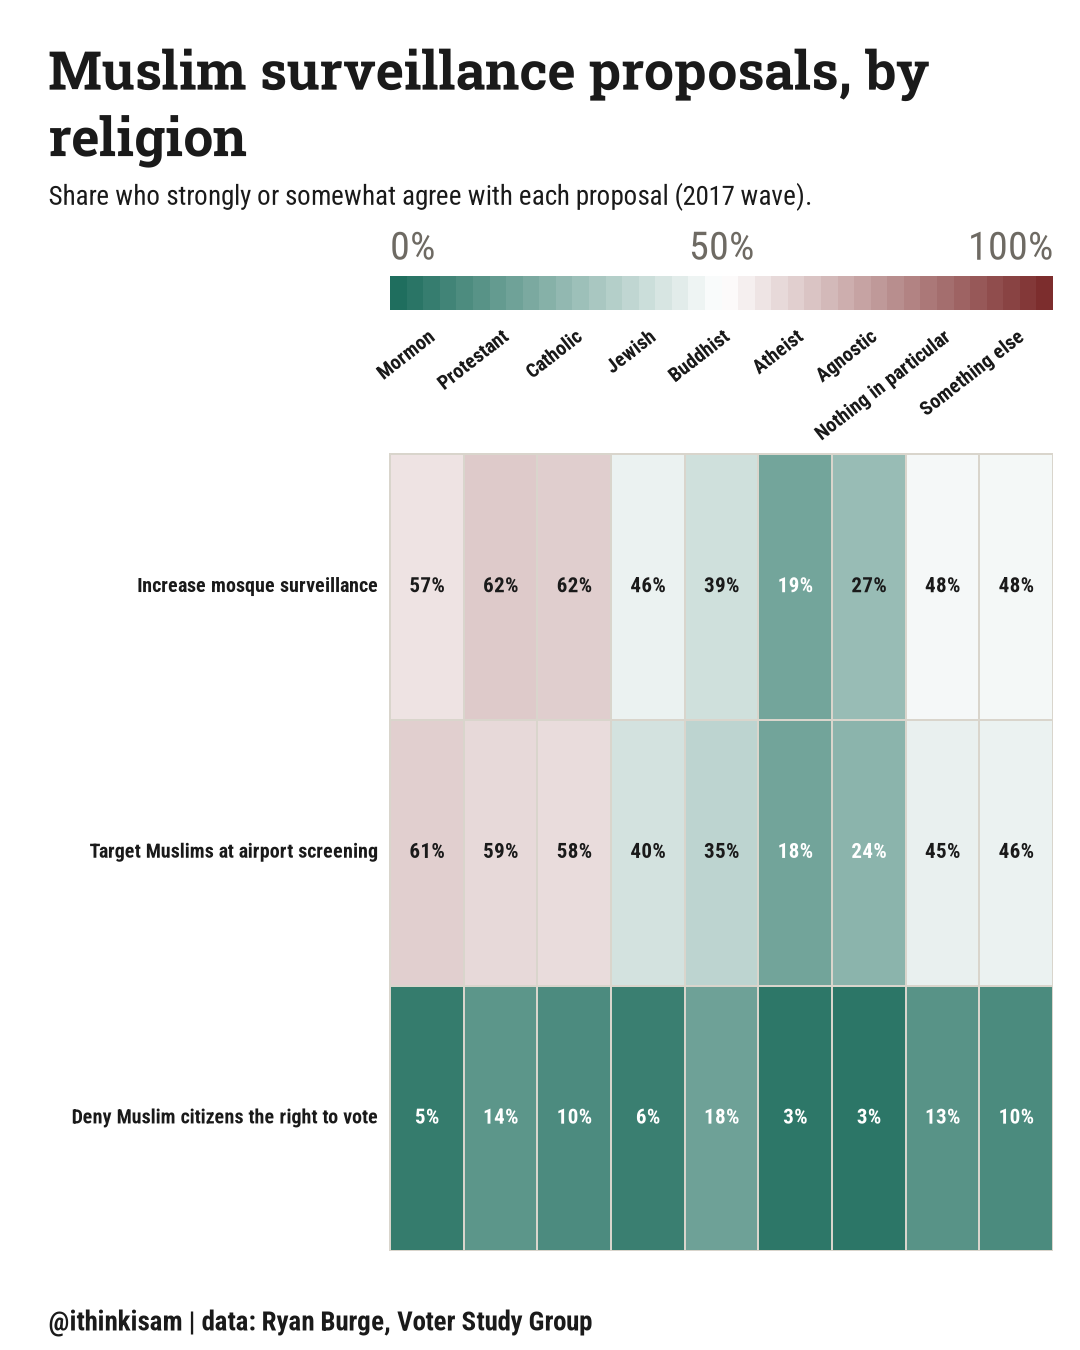 Muslim surveillance proposals, by
religion
Share who strongly or somewhat agree with each proposal (2017 wave).
0% 50% 100%
Mormon Protestant Catholic Jewish Buddhist Atheist Agnostic Nothing in particular Something else
Increase mosque surveillance 57% 62% 62% 46% 39% 19% 27% 48% 48%
Target Muslims at airport screening 61% 59% 58% 40% 35% 18% 24% 45% 46%
Deny Muslim citizens the right to vote 5% 14% 10% 6% 18% 3% 3% 13% 10%
@ithinkisam | data: Ryan Burge, Voter Study Group